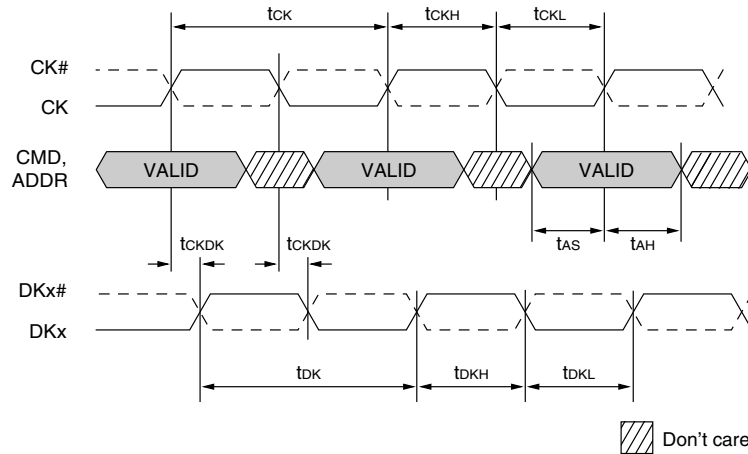 tCK tCKH tCKL
CK#
CK
CMD,
ADDR
VALID VALID VALID
tCKDK tCKDK tAS tAH
DKx#
DKx
tDK tDKH tDKL
Don't care